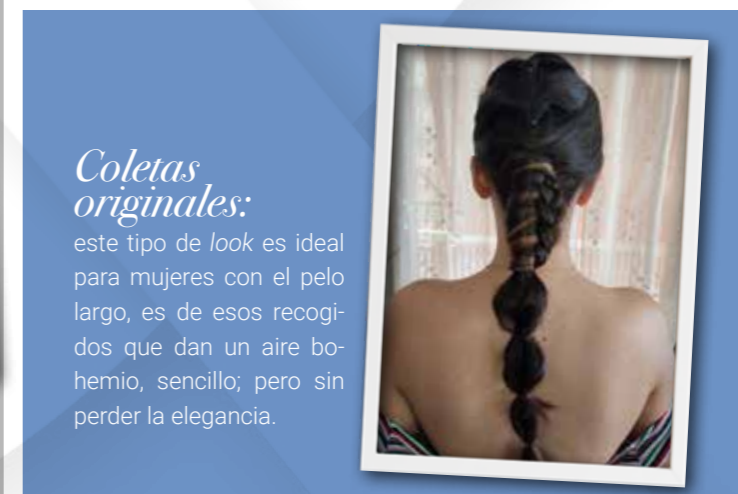 Coletas
originales:
este tipo de look es ideal
para mujeres con el pelo
largo, es de esos recogi-
dos que dan un aire bo-
hemio, sencillo; pero sin
perder la elegancia.